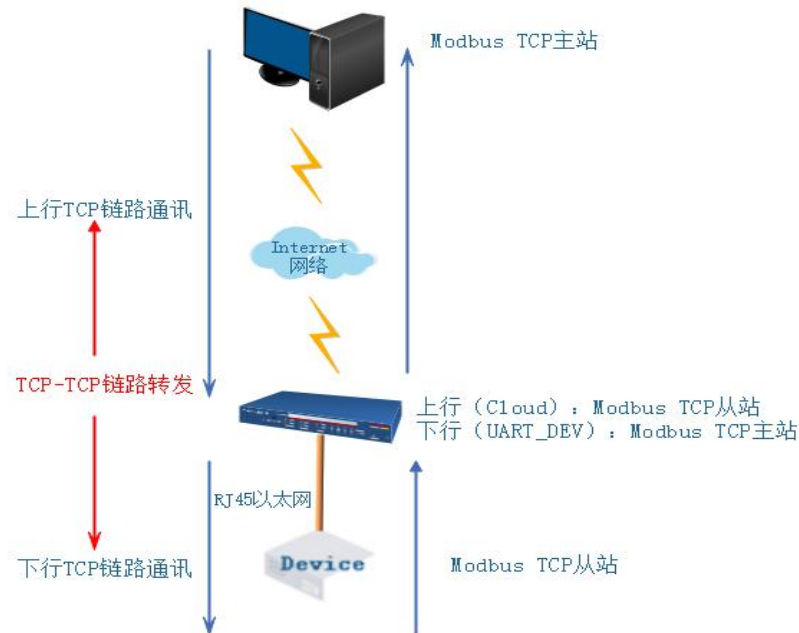 Modbus TCP主站
上行TCP链路通讯
Internet
网络
TCP-TCP链路转发
上行（Cloud）：Modbus TCP从站
下行（UART_DEV）：Modbus TCP主站
RJ45以太网
Device
下行TCP链路通讯
Modbus TCP从站